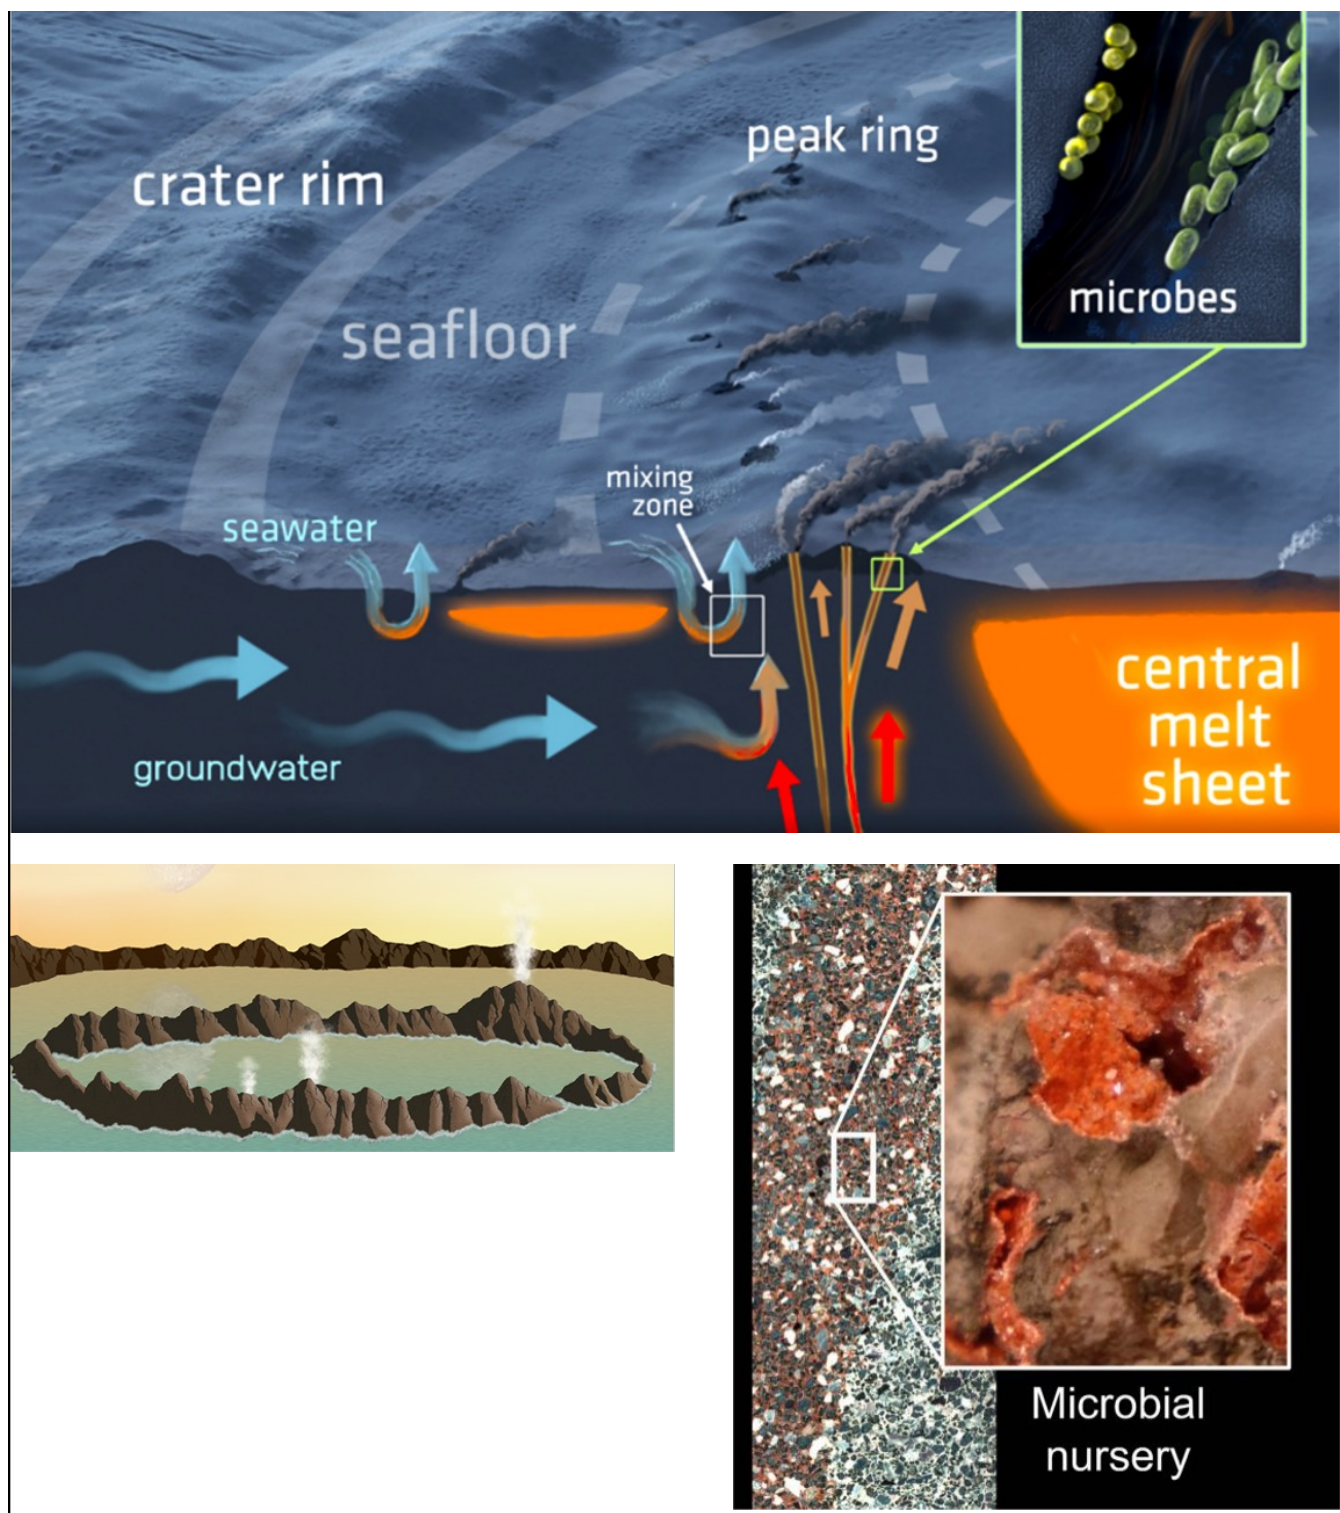 peak ring
crater rim
seafloor
microbes
mixing
zone
seawater
central
melt
sheet
groundwater
Microbial
nursery